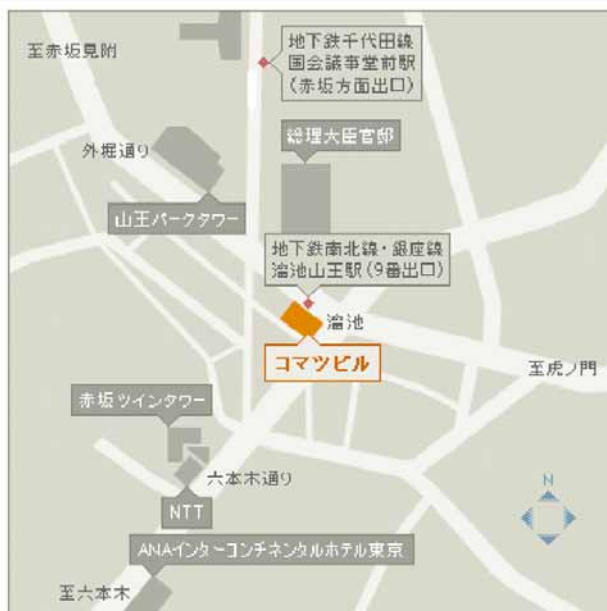 至赤坂見附
地下鉄千代田線
国会議事堂前駅
(赤坂方面出口)
外堀通り
総理大臣官邸
山王パークタワー
地下鉄南北線・銀座線
溜池山王駅(9番出口)
溜池
コマツビル
至虎ノ門
赤坂ツインタワー
六本木通り
N
NTT
ANAインターコンチネンタルホテル東京
至六本木